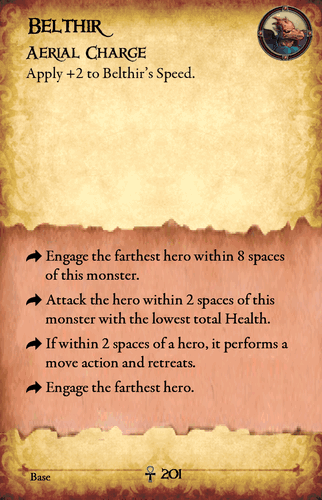 Belthir
Aerial Charge
Apply +2 to Belthir's Speed.
Engage the farthest hero within 8 spaces
of this monster.
Attack the hero within 2 spaces of this
monster with the lowest total Health.
If within 2 spaces of a hero, it performs a
move action and retreats.
Engage the farthest hero.
Base 201